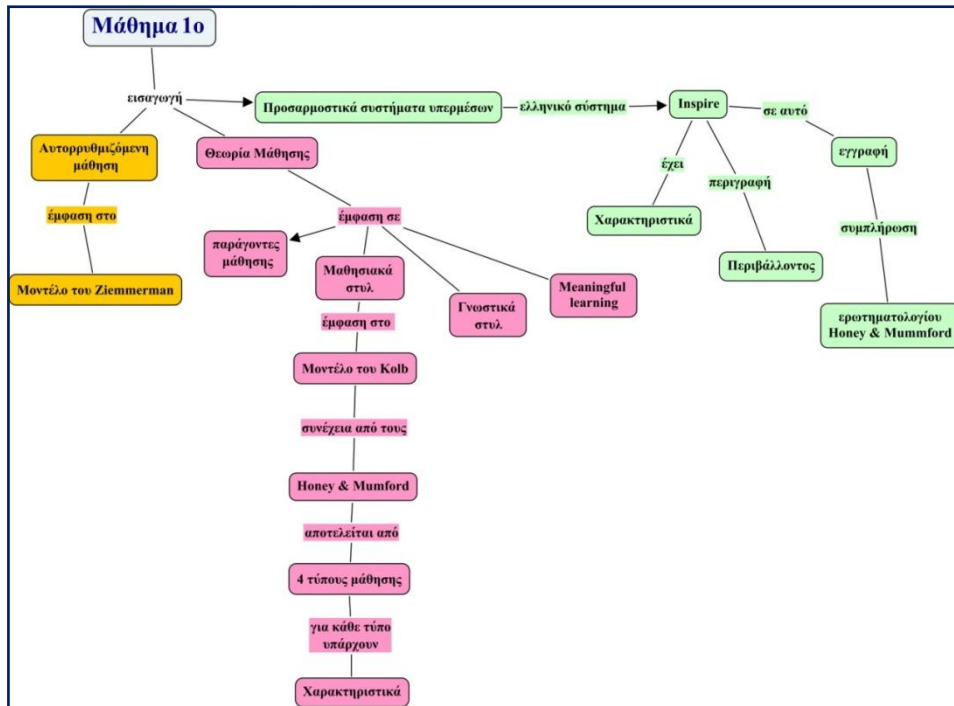 Μάθημα 1ο
εισαγωγή
Προσαρμοστικά συστήματα υπερμέσων
ελληνικό σύστημα
Inspire
σε αυτό
εγγραφή
Αυτορρυθμιζόμενη
μάθηση
Θεωρία Μάθησης
έχει
περιγραφή
συμπλήρωση
έμφαση στο
έμφαση σε
Χαρακτηριστικά
παράγοντες
μάθησης
Μαθησιακά
στυλ
Γνωστικά
στυλ
Meaningful
learning
Περιβάλλοντος
Μοντέλο του Ziemmerman
έμφαση στο
ερωτηματολογίου
Honey & Mummford
Μοντέλο του Kolb
συνέχεια από τους
Honey & Mumford
αποτελείται από
4 τύπους μάθησης
για κάθε τύπο
υπάρχουν
Χαρακτηριστικά